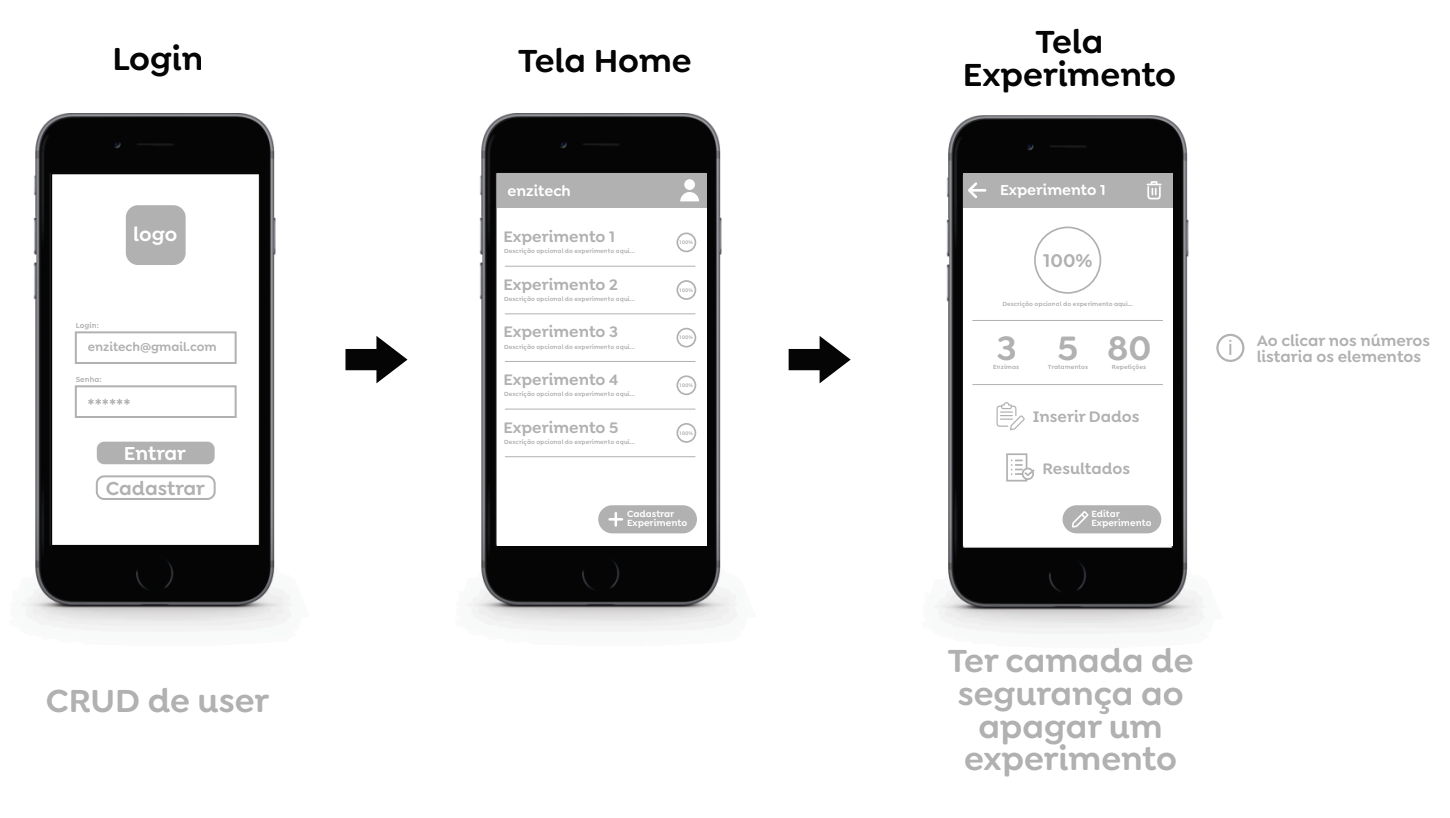 Login
logo
Login:
enzitech@gmail.com
Senha:
******
Entrar
Cadastrar
CRUD de user
Tela Home
enzitech
Experimento 1
Descrição opcional do experimento aqui...
100%
Experimento 2
Descrição opcional do experimento aqui...
100%
Experimento 3
Descrição opcional do experimento aqui...
100%
Experimento 4
Descrição opcional do experimento aqui...
100%
Experimento 5
Descrição opcional do experimento aqui...
100%
Cadastrar
Experimento
Tela
Experimento
Experimento 1
100%
Descrição opcional do experimento aqui...
3 5 80
Enzimas Tratamentos Repetições
Inserir Dados
Resultados
Editar
Experimento
Ter camada de
segurança ao
apagar um
experimento
i
Ao clicar nos números
listaria os elementos